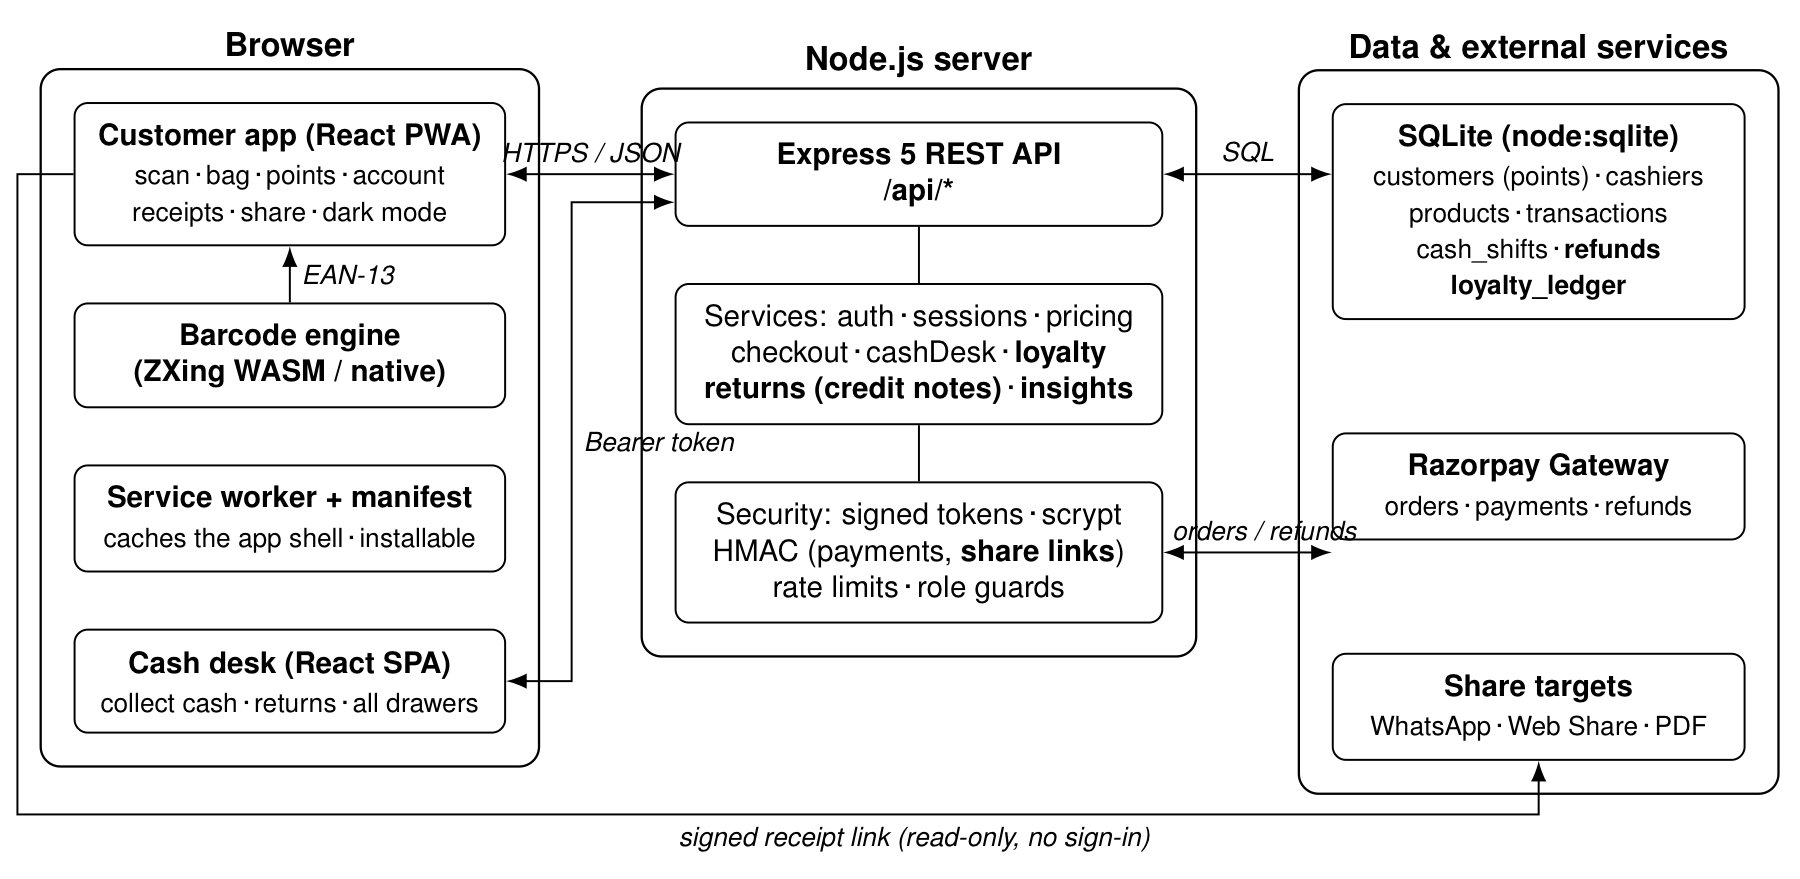 Browser
Customer app (React PWA)
scan · bag · points · account
receipts · share · dark mode
EAN-13
Barcode engine
(ZXing WASM / native)
Service worker + manifest
caches the app shell · installable
Cash desk (React SPA)
collect cash · returns · all drawers
HTTPS / JSON
Bearer token
Node.js server
Express 5 REST API
/api/*
Services: auth · sessions · pricing
checkout · cashDesk · loyalty
returns (credit notes) · insights
Security: signed tokens · scrypt
HMAC (payments, share links)
rate limits · role guards
SQL
orders / refunds
Data & external services
SQLite (node:sqlite)
customers (points) · cashiers
products · transactions
cash_shifts · refunds
loyalty_ledger
Razorpay Gateway
orders · payments · refunds
Share targets
WhatsApp · Web Share · PDF
signed receipt link (read-only, no sign-in)